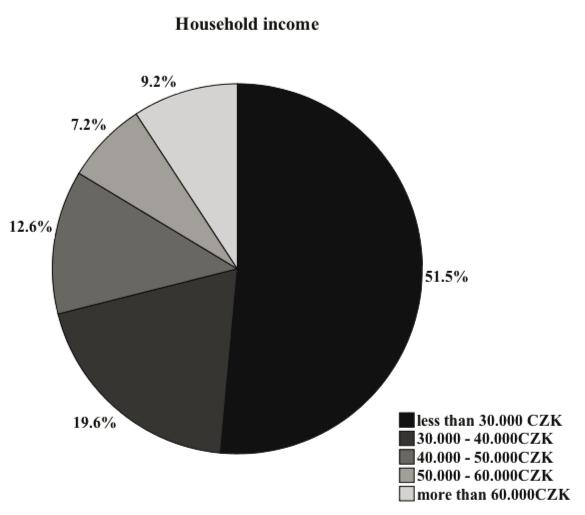 Household income
9.2%
7.2%
12.6%
51.5%
19.6%
less than 30.000 CZK
30.000 - 40.000CZK
40.000 - 50.000CZK
50.000 - 60.000CZK
more than 60.000CZK